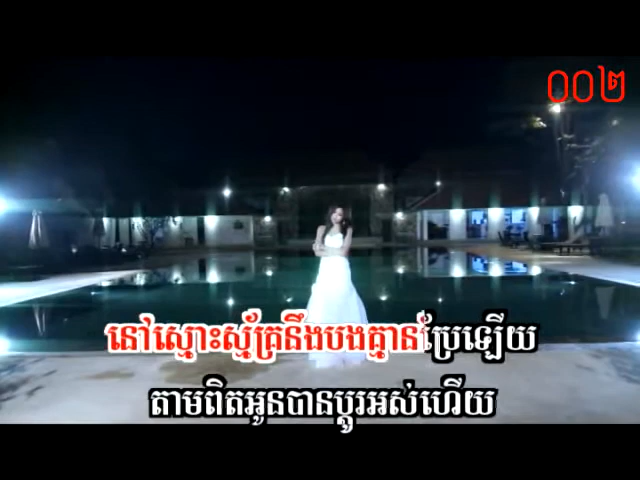 ០០២
នៅស្មោះស្ម័គ្រនឹងបងគ្មានប្រែឡើយ
តាមពិតអូនបានប្ដូរអស់ហើយ